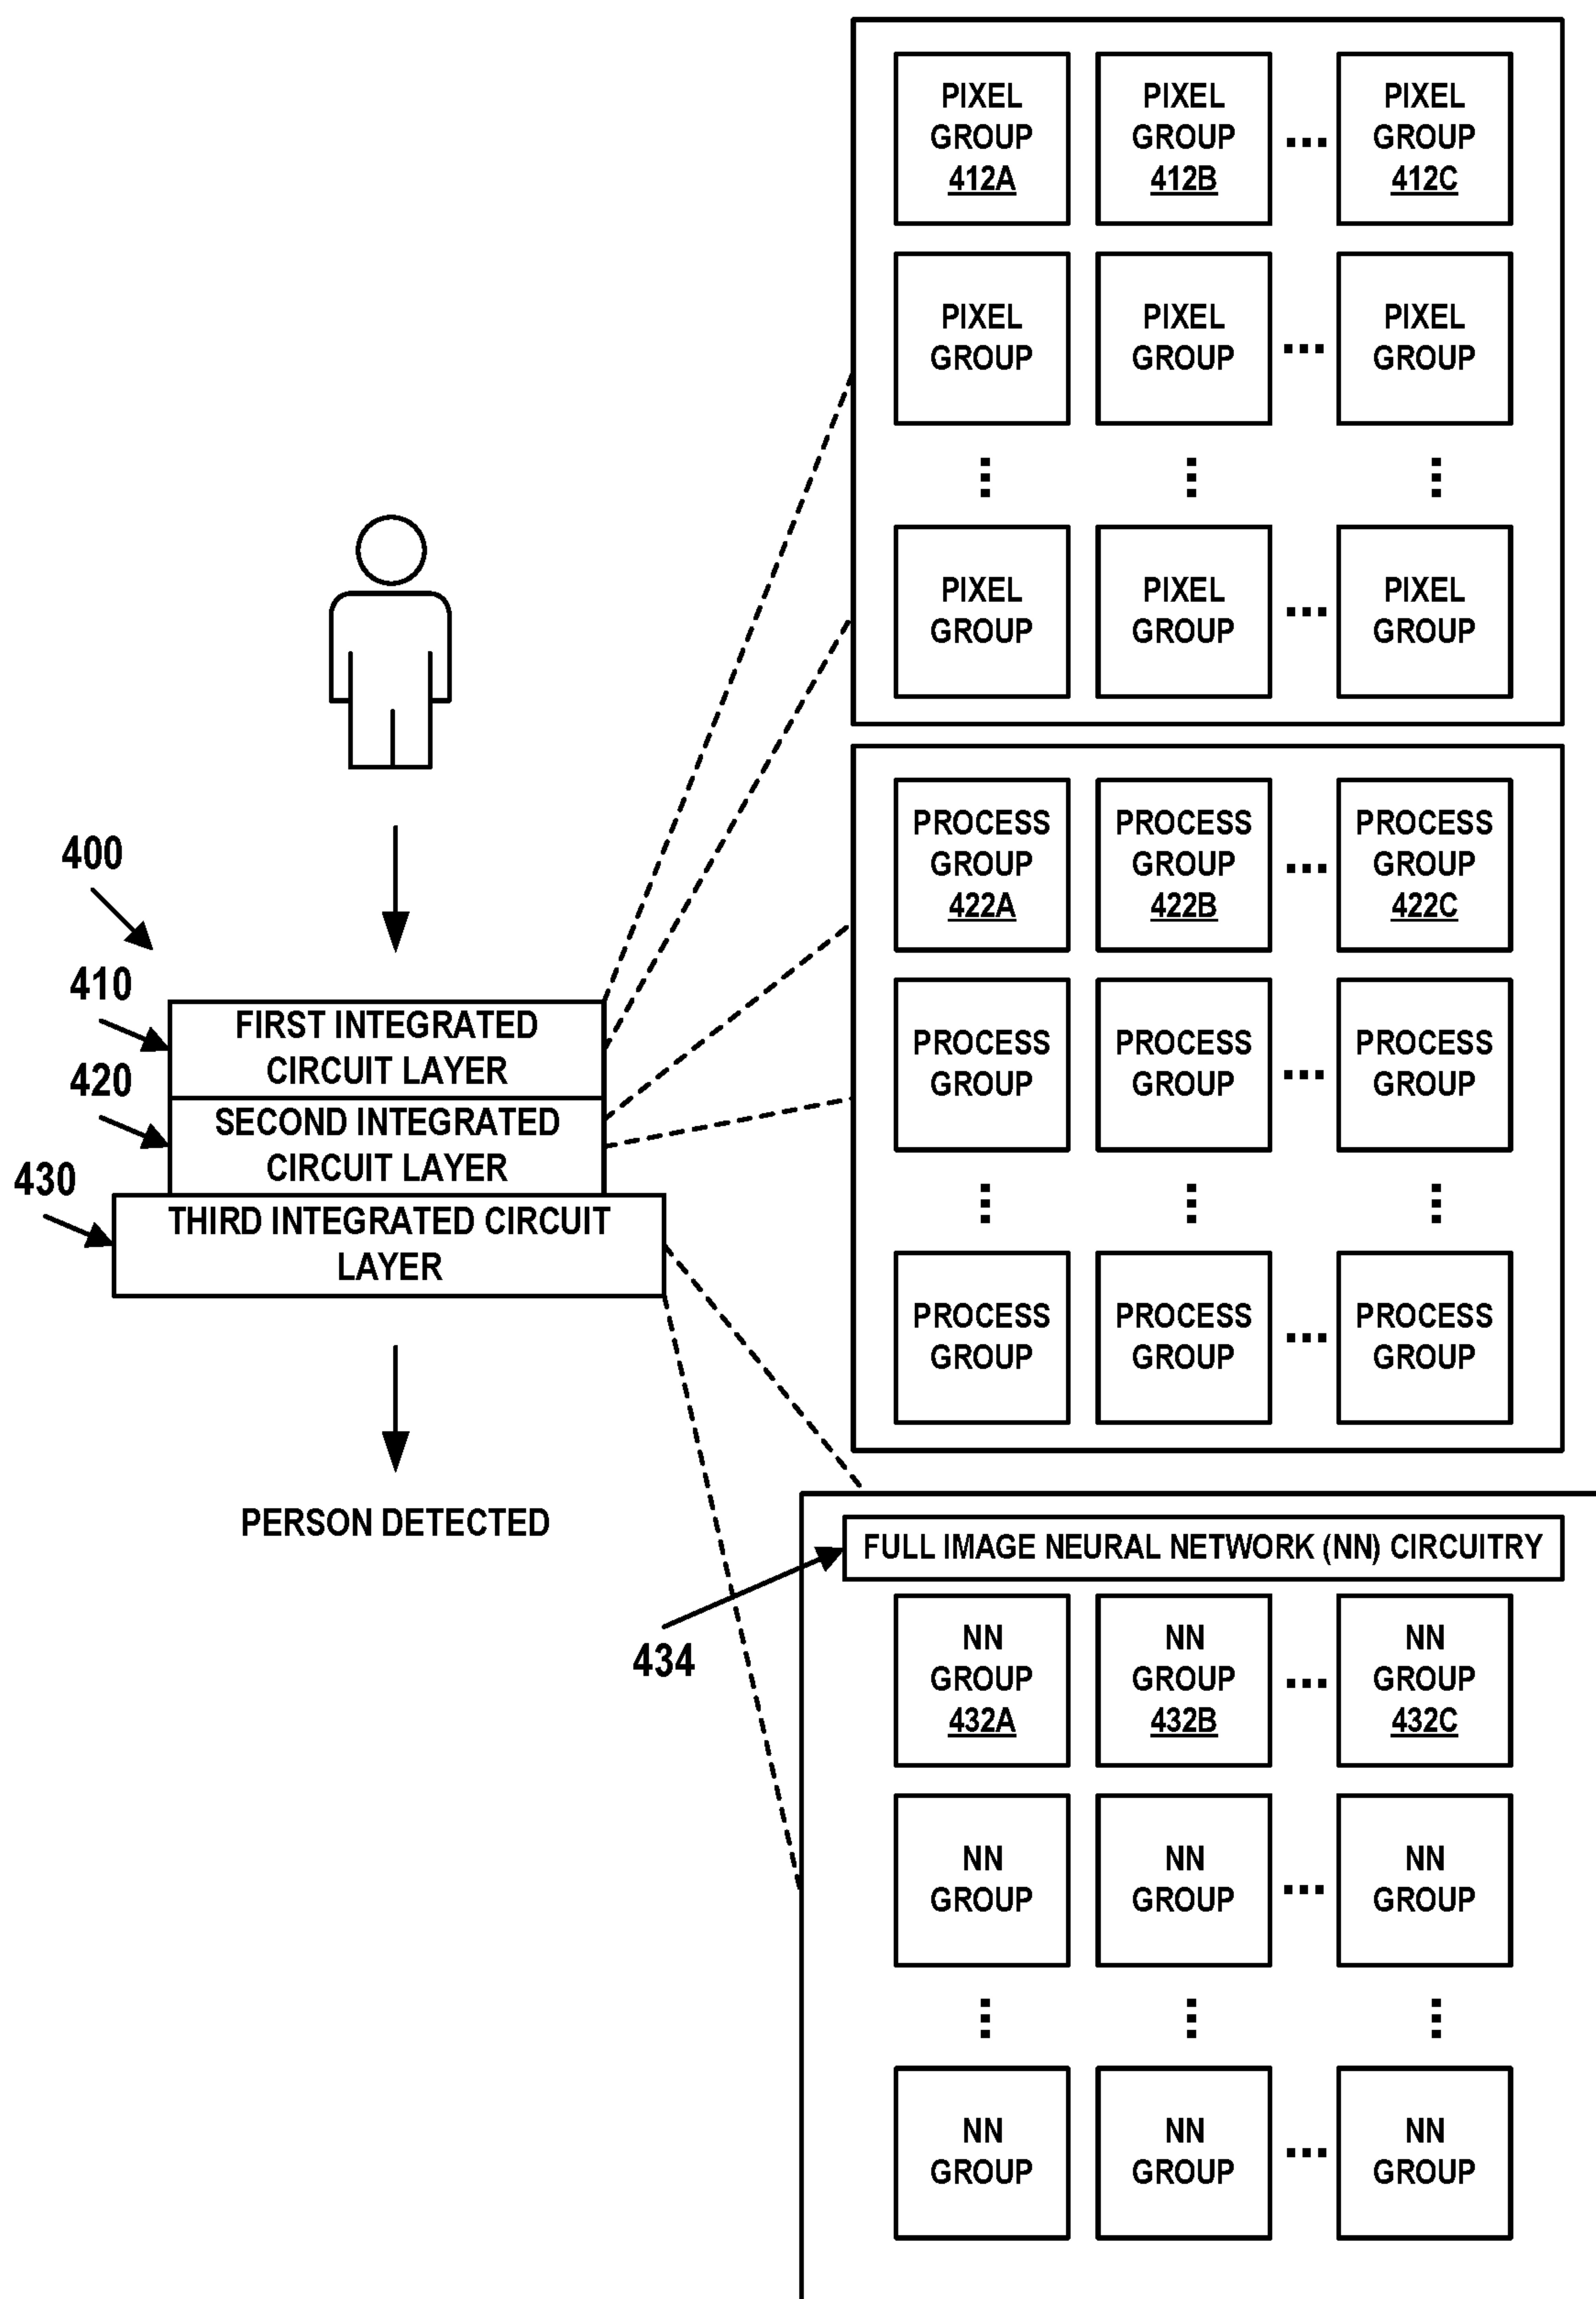 PIXEL GROUP 412A
PIXEL GROUP 412B
...
PIXEL GROUP 412C
PIXEL GROUP
PIXEL GROUP
...
PIXEL GROUP
PIXEL GROUP
PIXEL GROUP
...
PIXEL GROUP
400
410
FIRST INTEGRATED
CIRCUIT LAYER
420
SECOND INTEGRATED
CIRCUIT LAYER
430
THIRD INTEGRATED CIRCUIT
LAYER
PERSON DETECTED
PROCESS GROUP 422A
PROCESS GROUP 422B
...
PROCESS GROUP 422C
PROCESS GROUP
PROCESS GROUP
...
PROCESS GROUP
PROCESS GROUP
PROCESS GROUP
...
PROCESS GROUP
FULL IMAGE NEURAL NETWORK (NN) CIRCUITRY
434
NN GROUP 432A
NN GROUP 432B
...
NN GROUP 432C
NN GROUP
NN GROUP
...
NN GROUP
NN GROUP
NN GROUP
...
NN GROUP